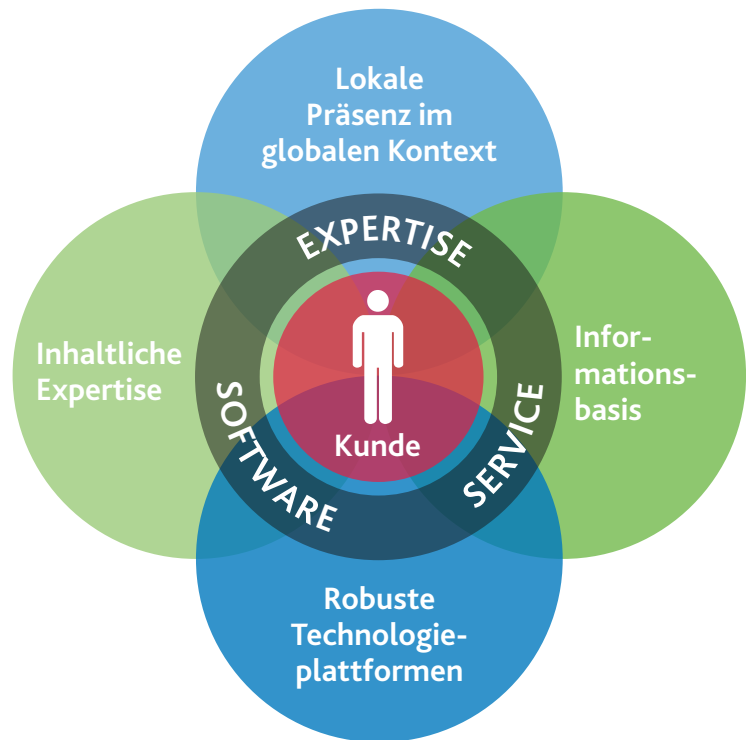 Lokale
Präsenz im
globalen Kontext
EXPERTISE
Inhaltliche
Expertise
Infor-
mations-
basis
SOFTWARE
SERVICE
Kunde
Robuste
Technologie-
plattformen